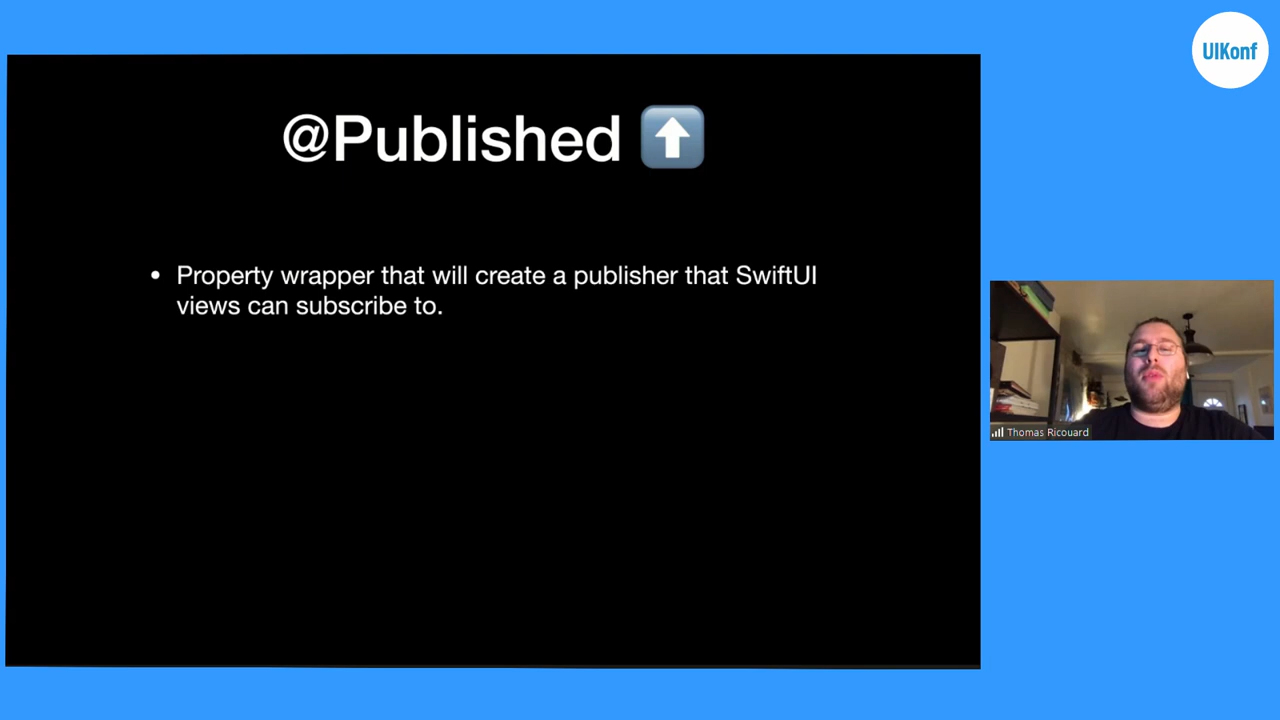 UIKonf
@Published ⬆️
• Property wrapper that will create a publisher that SwiftUI
views can subscribe to.
Thomas Ricouard